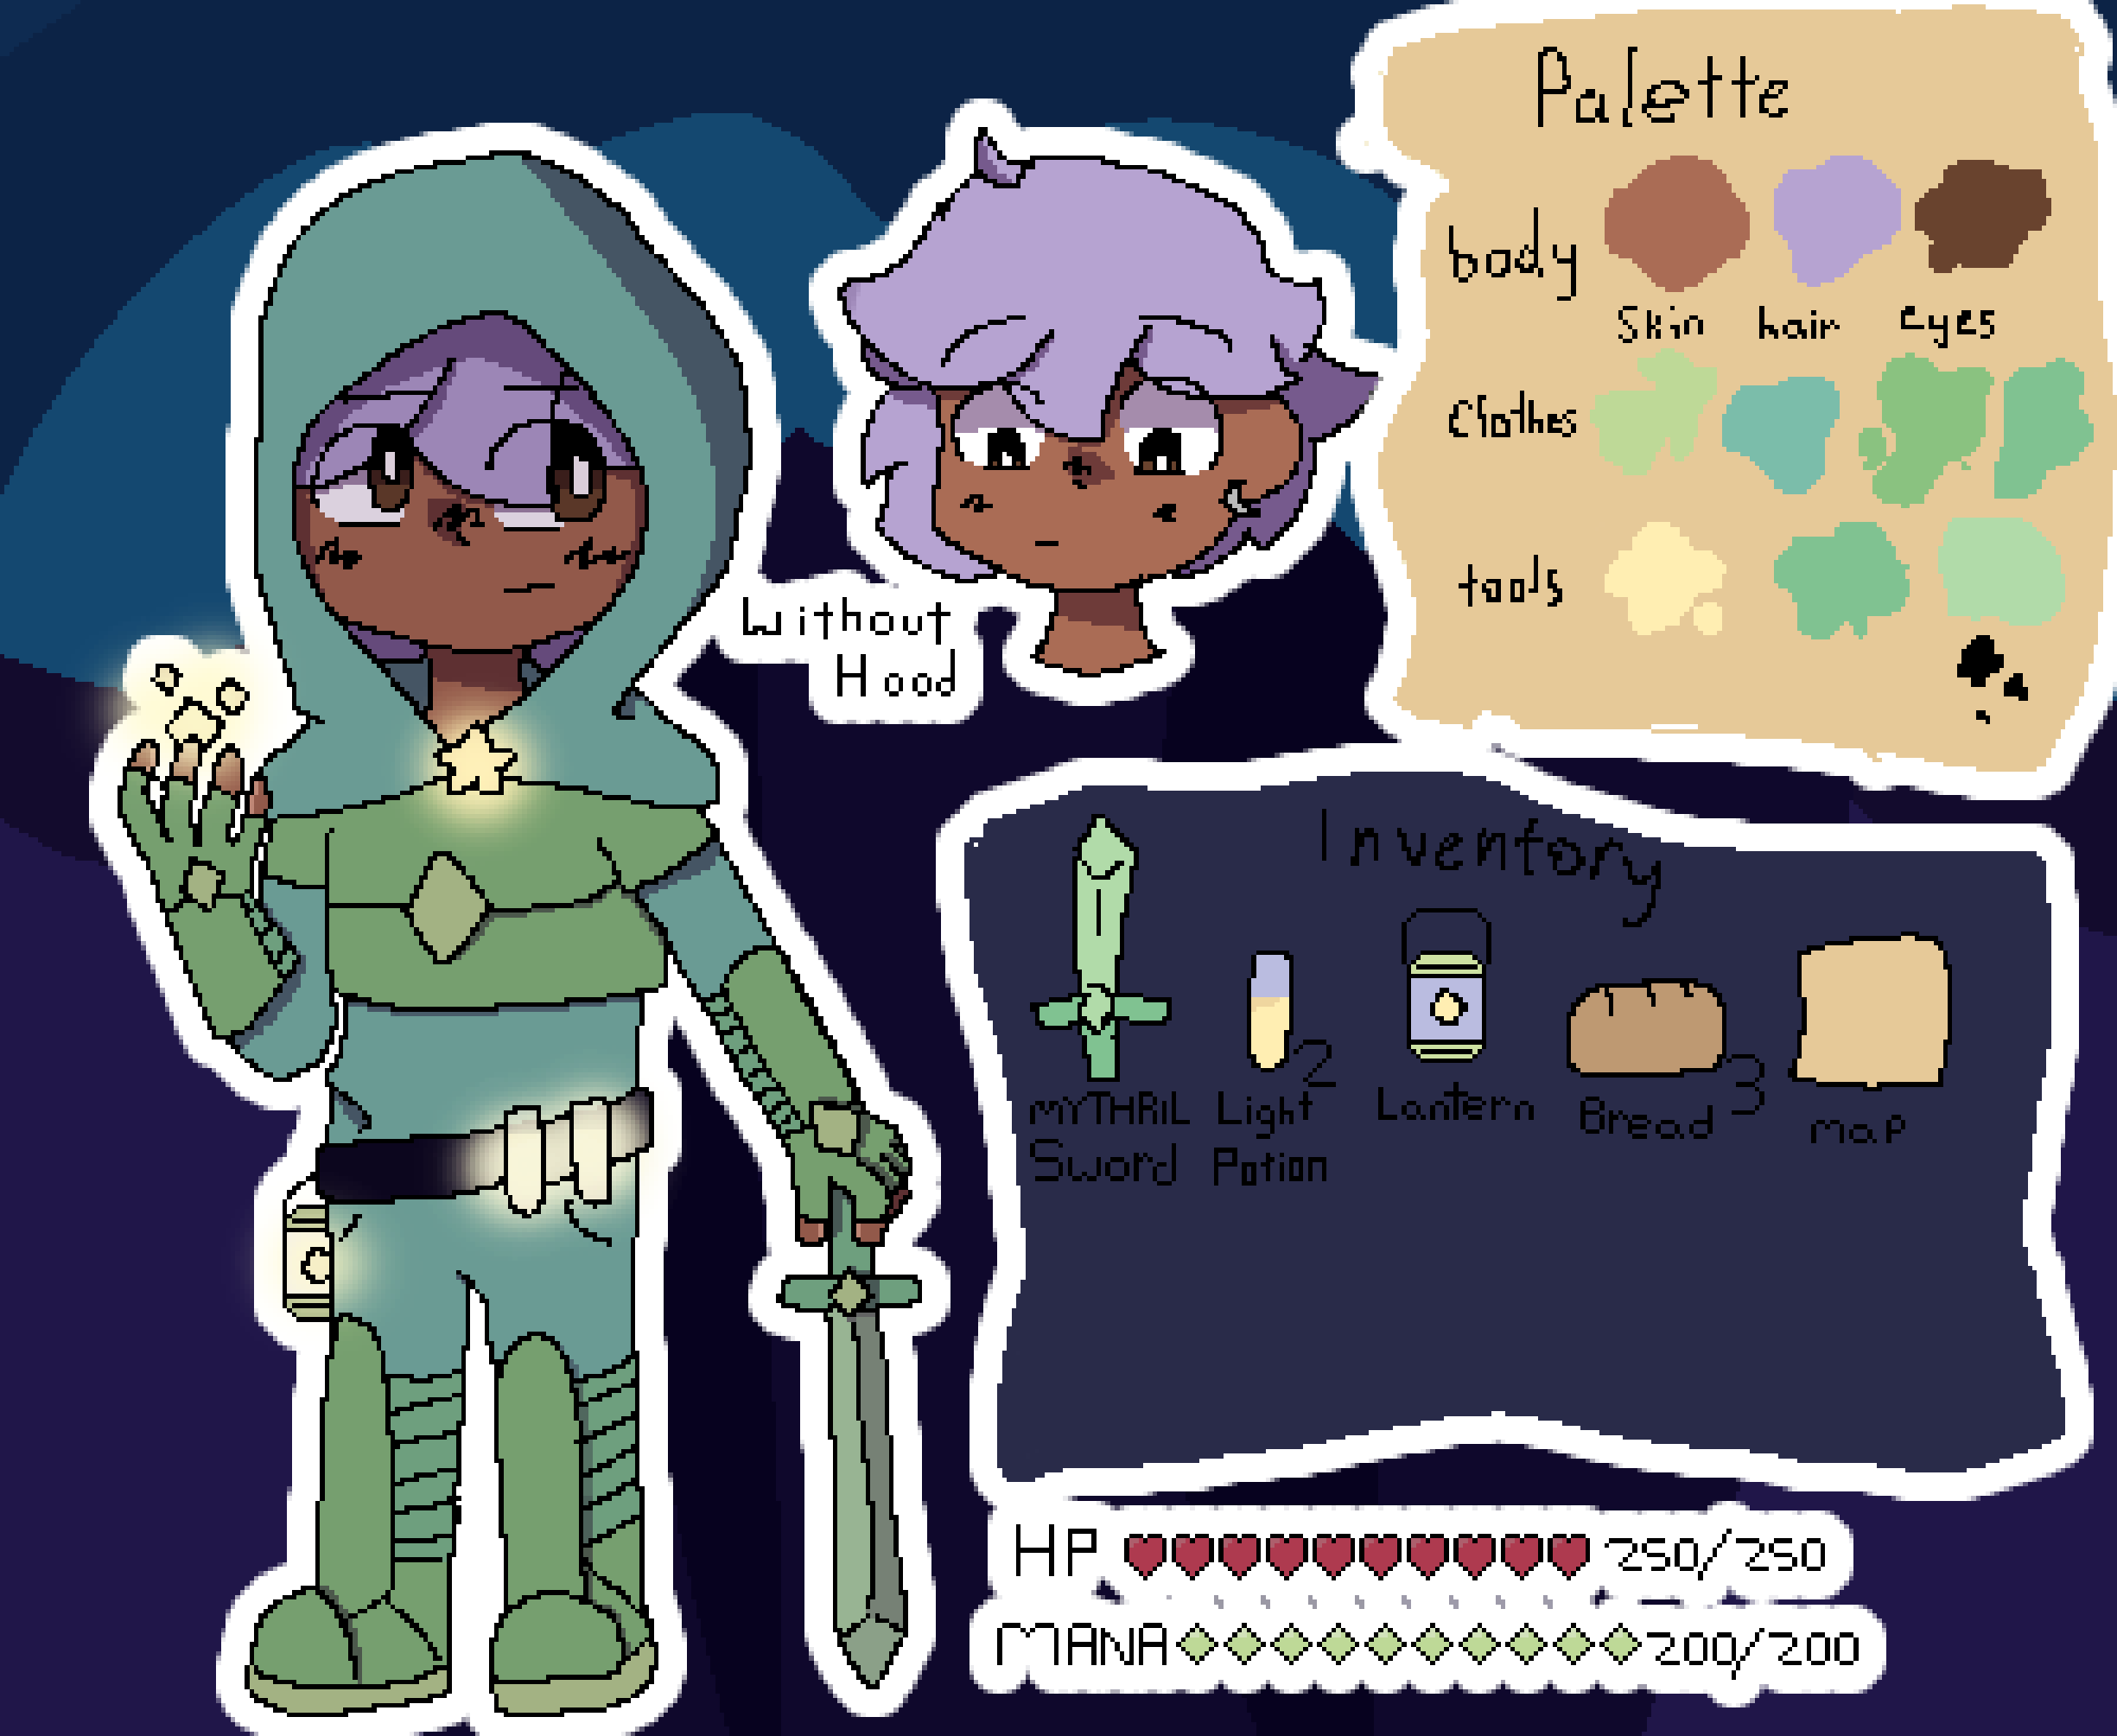 Palette
body
Skin hair eyes
Clothes
tools
Without
Hood
Inventory
2
3
MYTHRIL Light Lantern Bread map
Sword Potion
HP 250/250
MANA 200/200